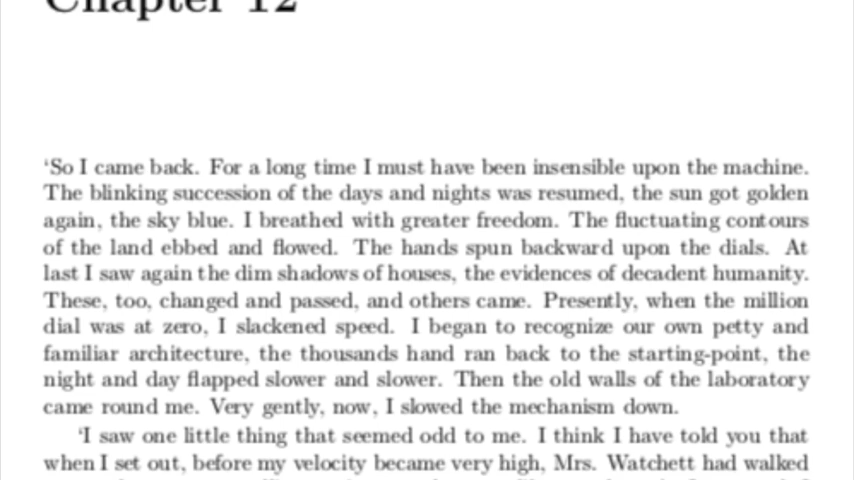 Chapter 12
‘So I came back. For a long time I must have been insensible upon the machine.
The blinking succession of the days and nights was resumed, the sun got golden
again, the sky blue. I breathed with greater freedom. The fluctuating contours
of the land ebbed and flowed. The hands spun backward upon the dials. At
last I saw again the dim shadows of houses, the evidences of decadent humanity.
These, too, changed and passed, and others came. Presently, when the million
dial was at zero, I slackened speed. I began to recognize our own petty and
familiar architecture, the thousands hand ran back to the starting-point, the
night and day flapped slower and slower. Then the old walls of the laboratory
came round me. Very gently, now, I slowed the mechanism down.
‘I saw one little thing that seemed odd to me. I think I have told you that
when I set out, before my velocity became very high, Mrs. Watchett had walked